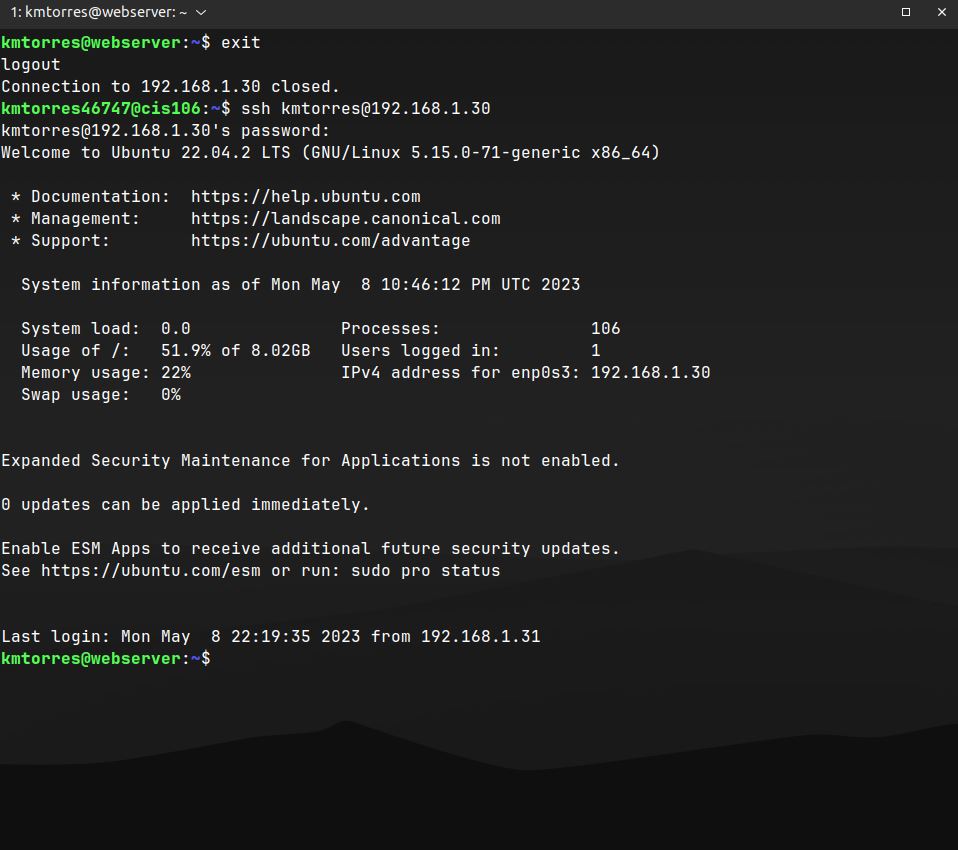 1: kmtorres@webserver: ~
kmtorres@webserver:~$ exit
logout
Connection to 192.168.1.30 closed.
kmtorres46747@cis106:~$ ssh kmtorres@192.168.1.30
kmtorres@192.168.1.30's password:
Welcome to Ubuntu 22.04.2 LTS (GNU/Linux 5.15.0-71-generic x86_64)

 * Documentation:  https://help.ubuntu.com
 * Management:     https://landscape.canonical.com
 * Support:        https://ubuntu.com/advantage

  System information as of Mon May  8 10:46:12 PM UTC 2023

  System load:  0.0               Processes:               106
  Usage of /:   51.9% of 8.02GB   Users logged in:         1
  Memory usage: 22%               IPv4 address for enp0s3: 192.168.1.30
  Swap usage:   0%

Expanded Security Maintenance for Applications is not enabled.

0 updates can be applied immediately.

Enable ESM Apps to receive additional future security updates.
See https://ubuntu.com/esm or run: sudo pro status

Last login: Mon May  8 22:19:35 2023 from 192.168.1.31
kmtorres@webserver:~$